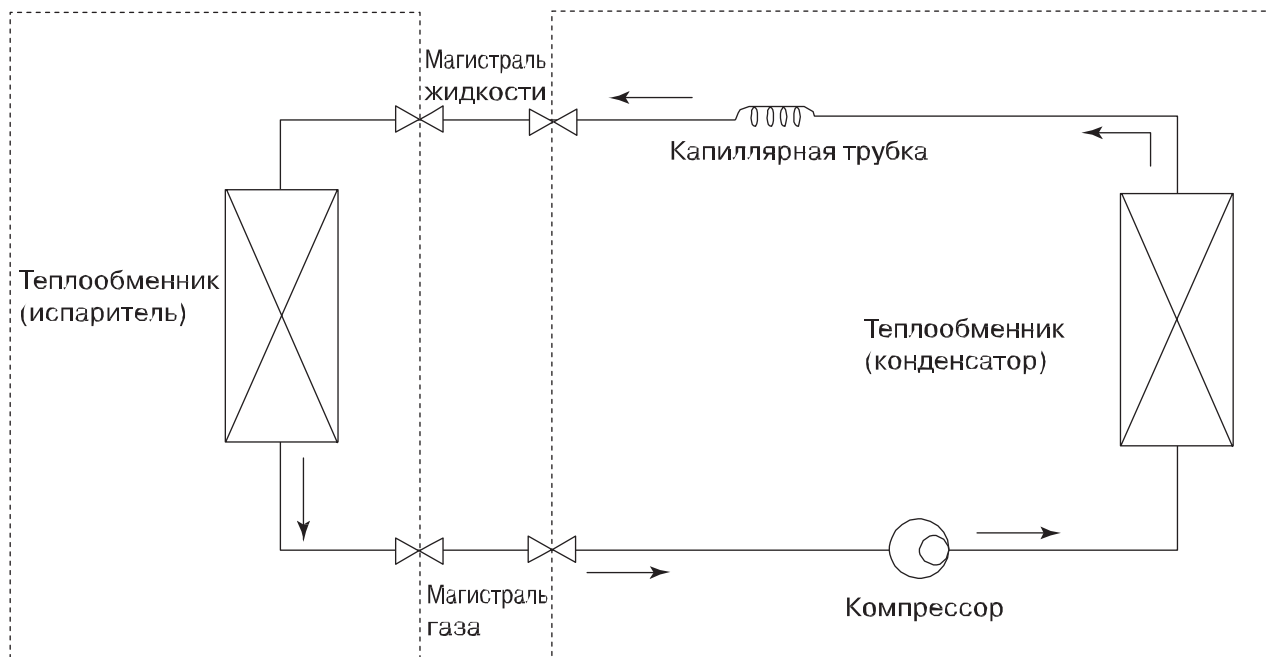 Магистраль
жидкости
Капиллярная трубка
Теплообменник
(испаритель)
Теплообменник
(конденсатор)
Магистраль
газа
Компрессор